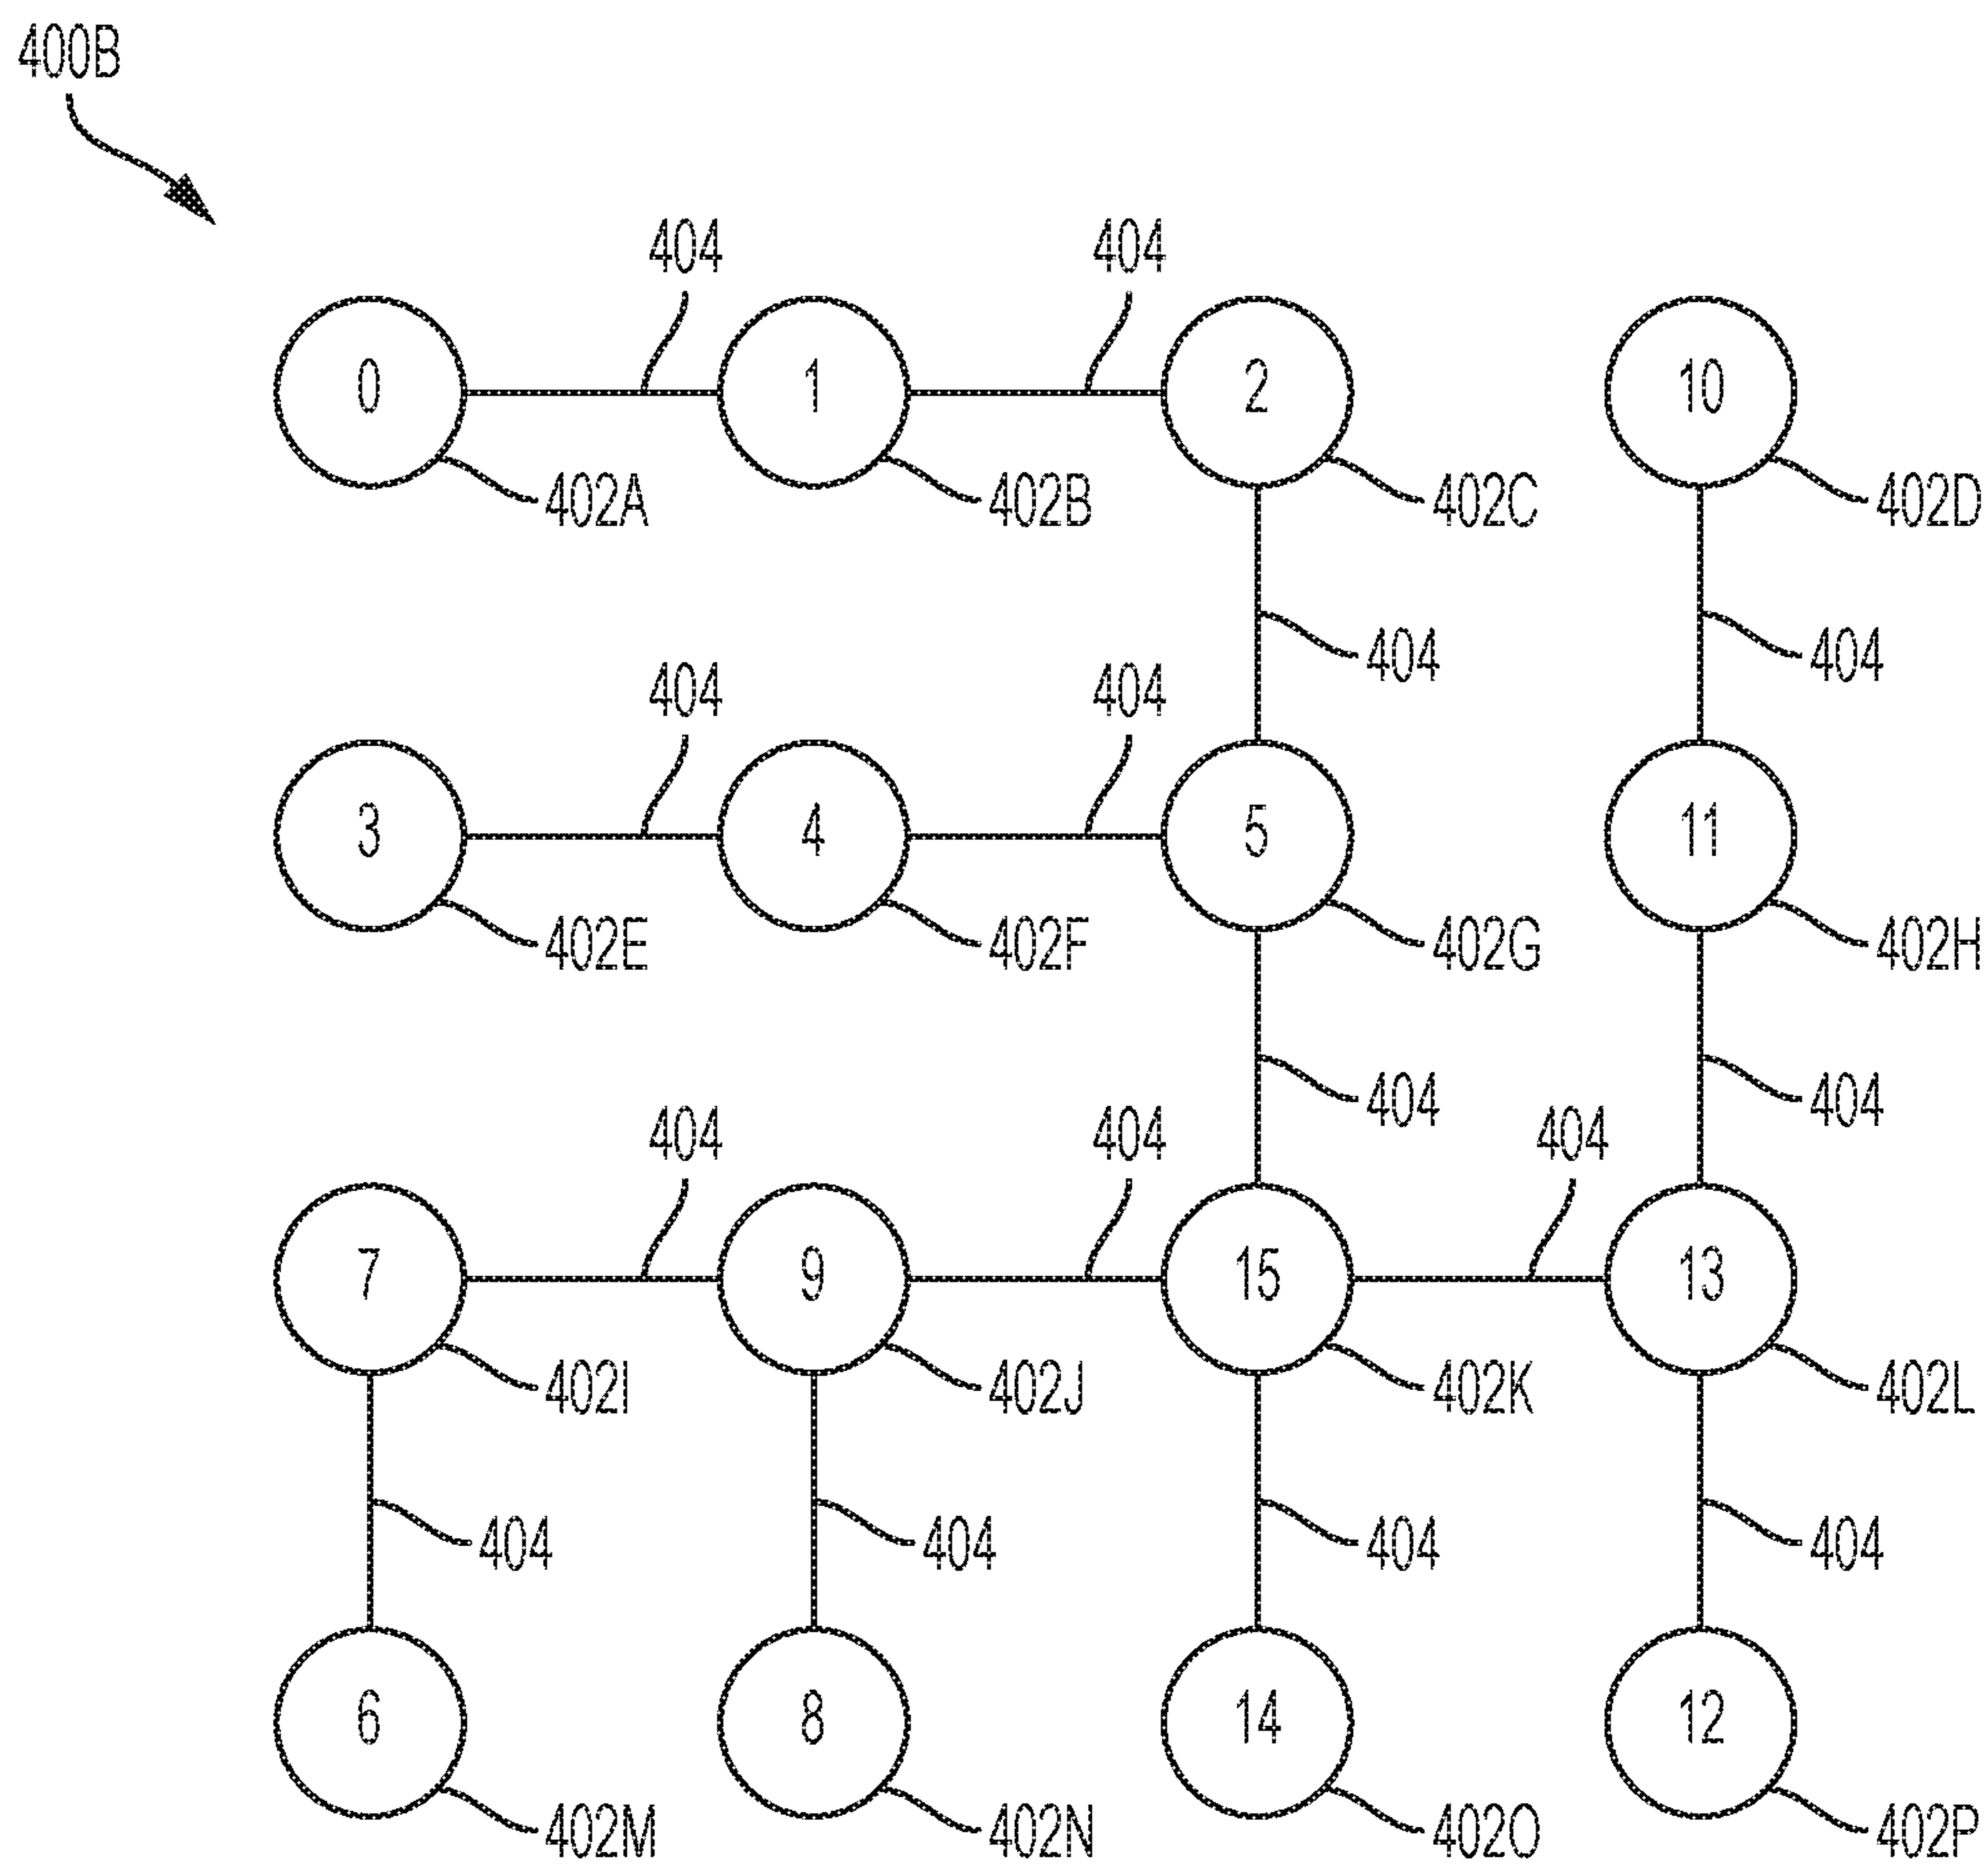 400B
404 404
0 1 2 10
402A 402B 402C 402D
404 404
404 404
3 4 5 11
402E 402F 402G 402H
404 404
404 404 404
7 9 15 13
402I 402J 402K 402L
404 404 404 404
6 8 14 12
402M 402N 402O 402P